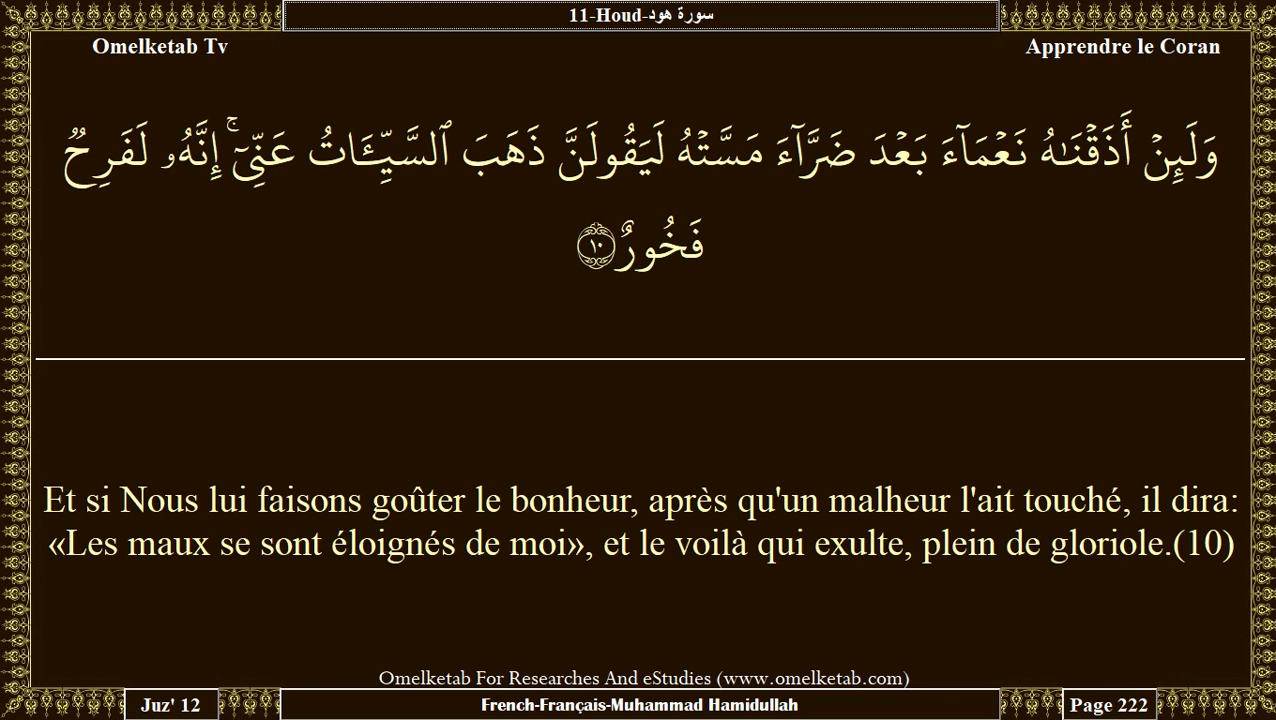 11-Houd-سورة هود
Omelketab Tv
Apprendre le Coran
وَلَئِنۡ أَذَقۡنَٰهُ نَعۡمَآءَ بَعۡدَ ضَرَّآءَ مَسَّتۡهُ لَيَقُولَنَّ ذَهَبَ ٱلسَّيِّـَٔاتُ عَنِّيٓۚ إِنَّهُۥ لَفَرِحٞ
فَخُورٌ ١٠
Et si Nous lui faisons goûter le bonheur, après qu'un malheur l'ait touché, il dira:
«Les maux se sont éloignés de moi», et le voilà qui exulte, plein de gloriole.(10)
Omelketab For Researches And eStudies (www.omelketab.com)
Juz' 12
French-Français-Muhammad Hamidullah
Page 222